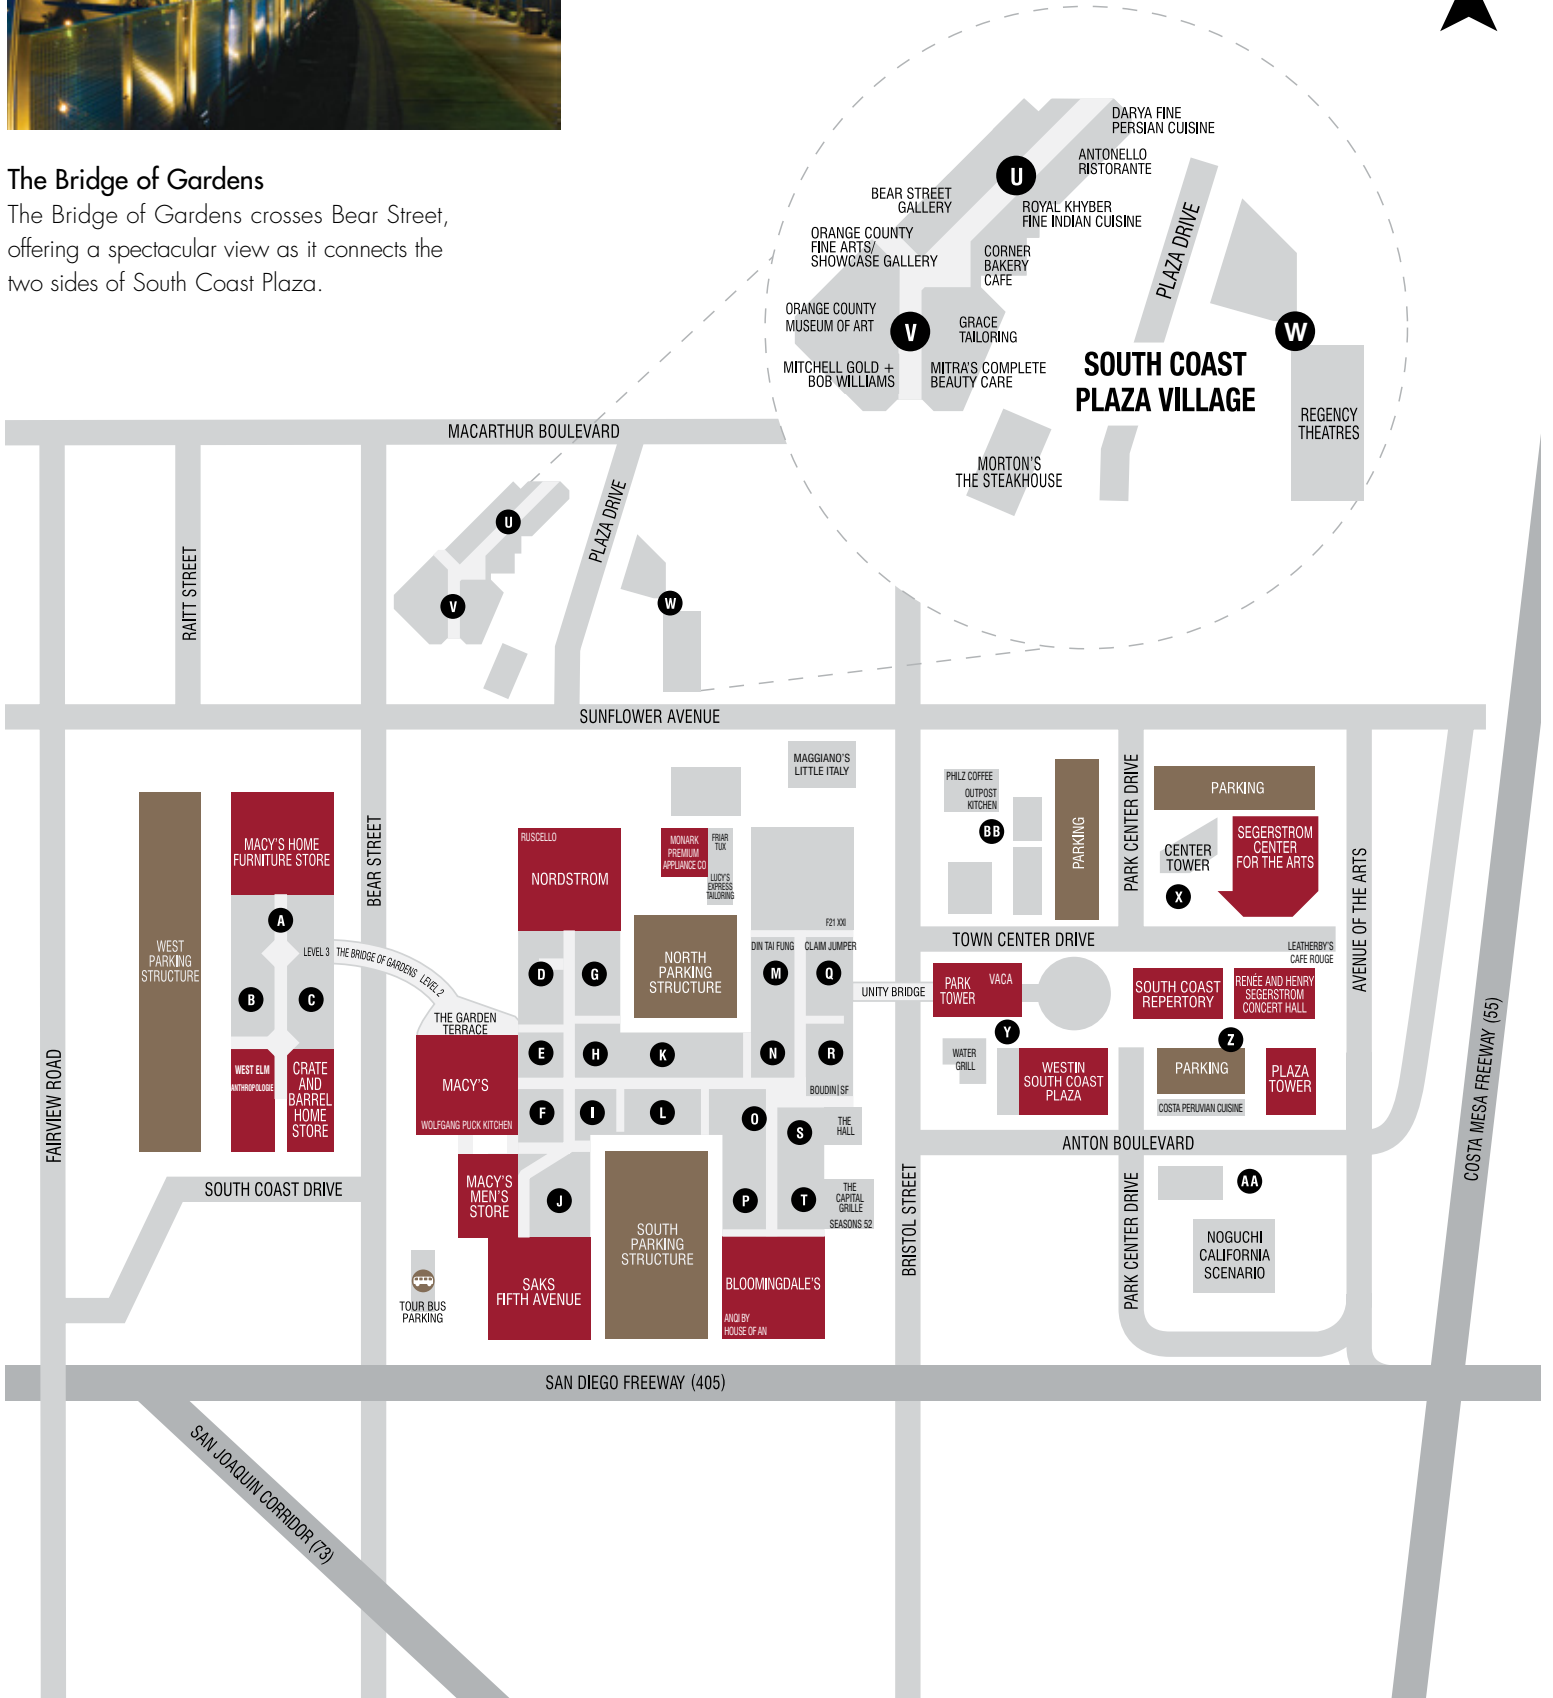 The Bridge of Gardens
The Bridge of Gardens crosses Bear Street,
offering a spectacular view as it connects the
two sides of South Coast Plaza.
DARYA FINE
PERSIAN CUISINE
ANTONELLO
RISTORANTE
U
BEAR STREET
GALLERY
ROYAL KHYBER
FINE INDIAN CUISINE
ORANGE COUNTY
FINE ARTS/
SHOWCASE GALLERY
CORNER
BAKERY
CAFE
PLAZA DRIVE
ORANGE COUNTY
MUSEUM OF ART
V
GRACE
TAILORING
W
MITCHELL GOLD +
BOB WILLIAMS
MITRA'S COMPLETE
BEAUTY CARE
SOUTH COAST
PLAZA VILLAGE
REGENCY
THEATRES
MORTON'S
THE STEAKHOUSE
MACARTHUR BOULEVARD
RAITT STREET
U
PLAZA DRIVE
V
W
SUNFLOWER AVENUE
MAGGIANO'S
LITTLE ITALY
PHILZ COFFEE
OUTPOST
KITCHEN
BB
PARKING
PARK CENTER DRIVE
PARKING
CENTER
TOWER
X
SEGERSTROM
CENTER
FOR THE ARTS
AVENUE OF THE ARTS
MACY'S HOME
FURNITURE STORE
BEAR STREET
RUSCELLO
NORDSTROM
MONARK
PREMIUM
APPLIANCE CO
FRIAR
TUX
LUCY'S
EXPRESS
TAILORING
F21 XXI
WEST
PARKING
STRUCTURE
A
B
C
LEVEL 3
THE BRIDGE OF GARDENS
LEVEL 2
THE GARDEN
TERRACE
D
G
NORTH
PARKING
STRUCTURE
DIN TAI FUNG
M
CLAIM JUMPER
Q
UNITY BRIDGE
TOWN CENTER DRIVE
LEATHERBY'S
CAFE ROUGE
PARK
TOWER
VACA
SOUTH COAST
REPERTORY
RENÉE AND HENRY
SEGERSTROM
CONCERT HALL
COSTA MESA FREEWAY (55)
FAIRVIEW ROAD
WEST ELM
ANTHROPOLOGIE
CRATE
AND
BARREL
HOME
STORE
MACY'S
WOLFGANG PUCK KITCHEN
E
H
K
N
R
BOUDIN|SF
F
I
L
O
S
THE
HALL
Y
WATER
GRILL
WESTIN
SOUTH COAST
PLAZA
Z
PARKING
COSTA PERUVIAN CUISINE
PLAZA
TOWER
ANTON BOULEVARD
SOUTH COAST DRIVE
MACY'S
MEN'S
STORE
J
P
T
THE
CAPITAL
GRILLE
SEASONS 52
BRISTOL STREET
PARK CENTER DRIVE
AA
NOGUCHI
CALIFORNIA
SCENARIO
SOUTH
PARKING
STRUCTURE
SAKS
FIFTH AVENUE
BLOOMINGDALE'S
ANQI BY
HOUSE OF AN
TOUR BUS
PARKING
SAN DIEGO FREEWAY (405)
SAN JOAQUIN CORRIDOR (73)